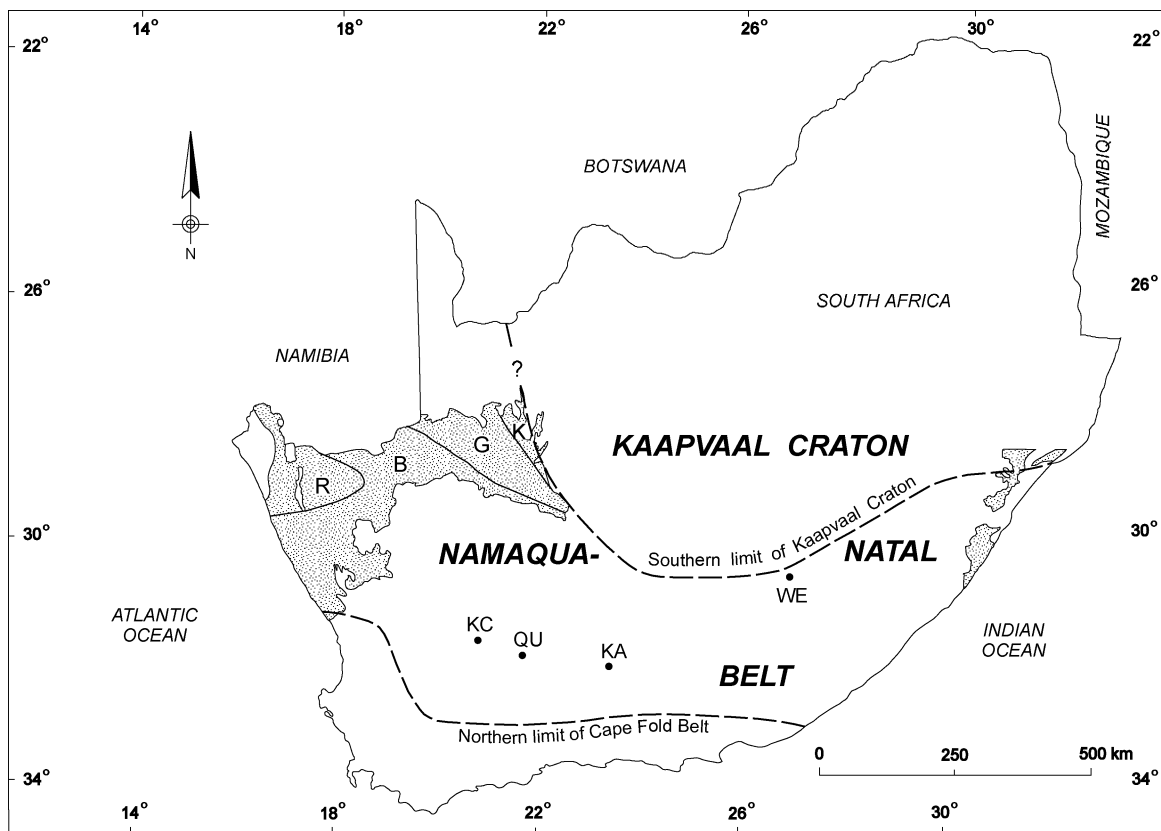 14° 18° 22° 26° 30°
22° 22°
BOTSWANA
MOZAMBIQUE
N
26° 26°
SOUTH AFRICA
NAMIBIA
?
K
G
KAAPVAAL CRATON
B
R
30° 30°
Southern limit of Kaapvaal Craton
NAMAQUA-
NATAL
WE
ATLANTIC
OCEAN
KC
QU
KA
INDIAN
OCEAN
BELT
Northern limit of Cape Fold Belt
0 250 500 km
34° 34°
14° 18° 22° 26° 30°